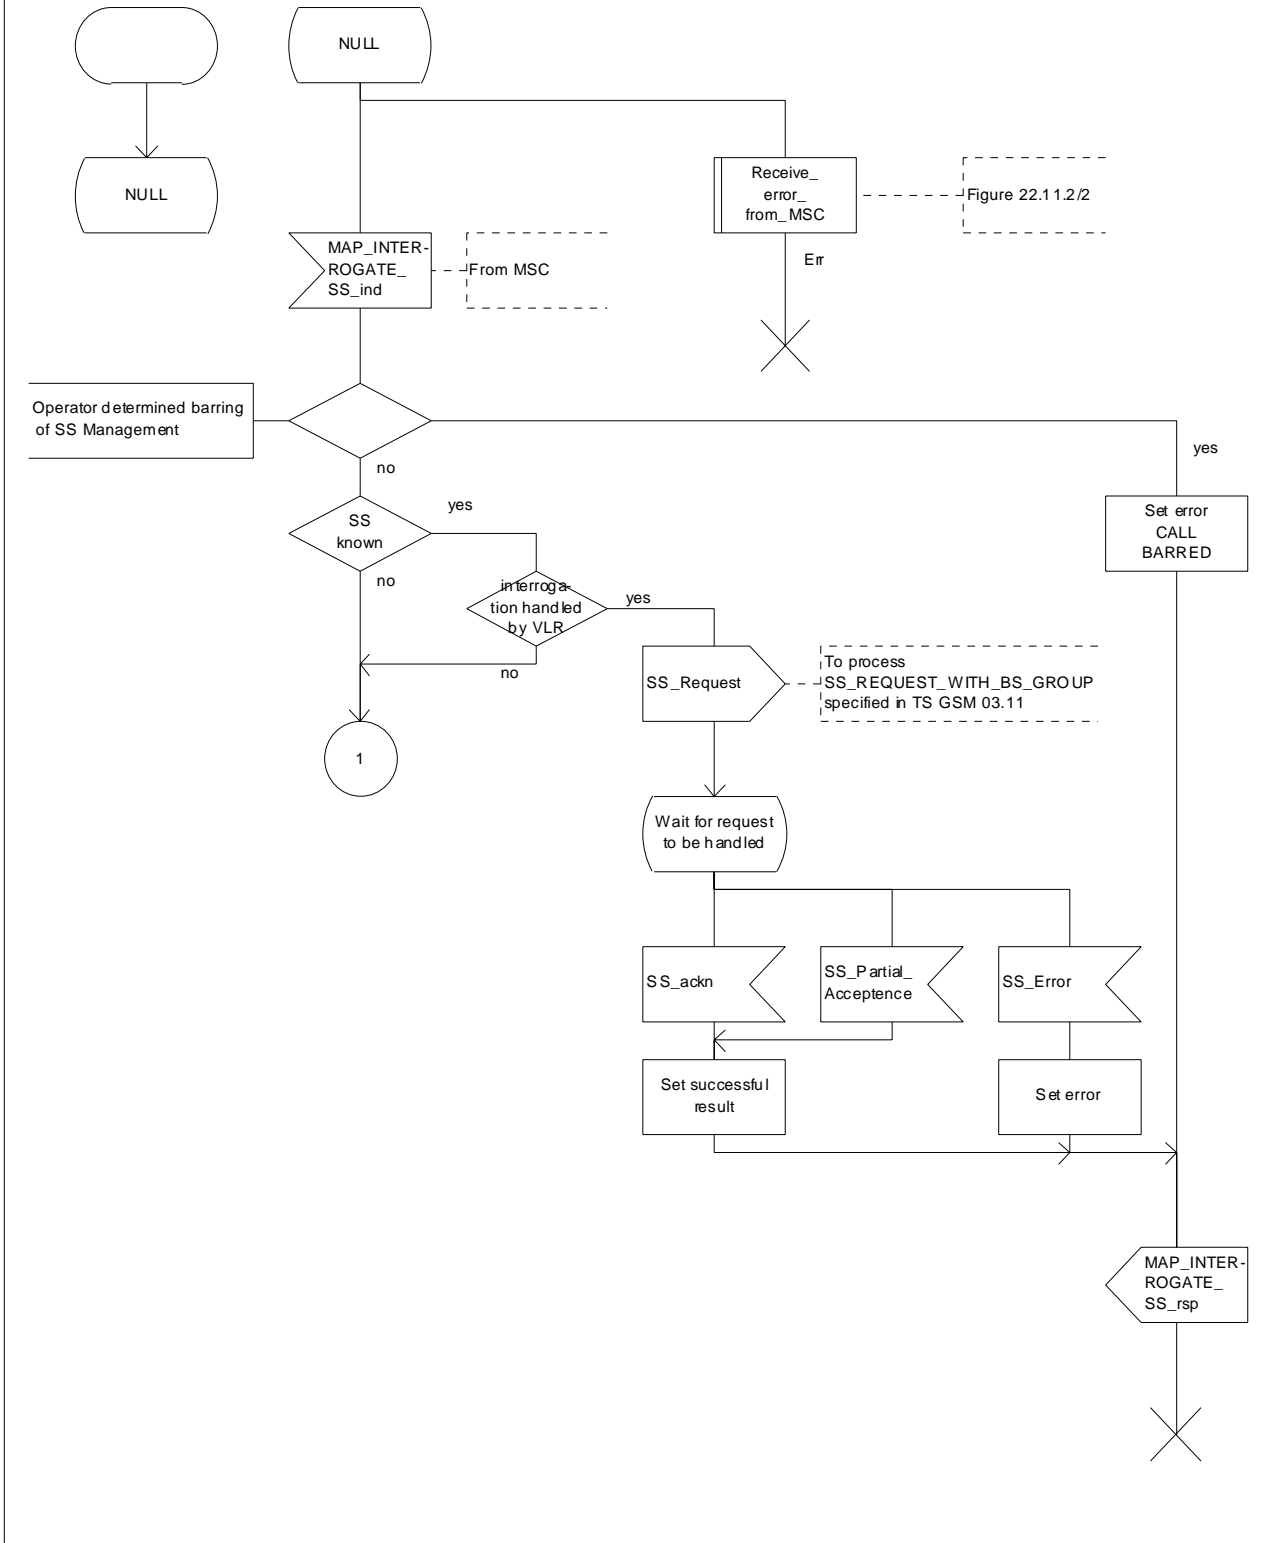 NULL
NULL
Receive_
error_
from_MSC
Figure 22.11.2/2
MAP_INTER-
ROGATE_
SS_ind
From MSC
Err
Operator determined barring
of SS Management
no
yes
SS
known
yes
no
Set error
CALL
BARRED
interroga-
tion handled
by VLR
yes
no
SS_Request
To process
SS_REQUEST_WITH_BS_GROUP
specified in TS GSM 03.11
1
Wait for request
to be handled
SS_ackn
SS_Partial_
Acceptence
SS_Error
Set successful
result
Set error
MAP_INTER-
ROGATE_
SS_rsp